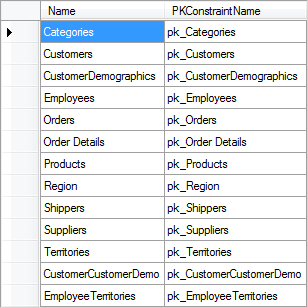 Name PKConstraintName
Categories pk_Categories
Customers pk_Customers
CustomerDemographics pk_CustomerDemographics
Employees pk_Employees
Orders pk_Orders
Order Details pk_Order Details
Products pk_Products
Region pk_Region
Shippers pk_Shippers
Suppliers pk_Suppliers
Territories pk_Territories
CustomerCustomerDemo pk_CustomerCustomerDemo
EmployeeTerritories pk_EmployeeTerritories